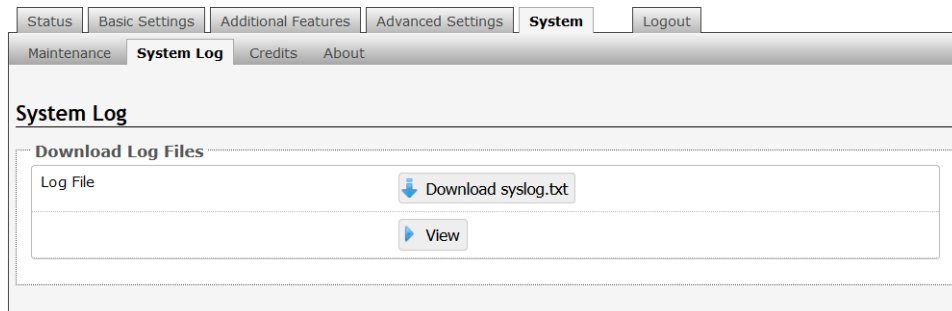 Status Basic Settings Additional Features Advanced Settings System Logout
Maintenance System Log Credits About
System Log
Download Log Files
Log File Download syslog.txt
View